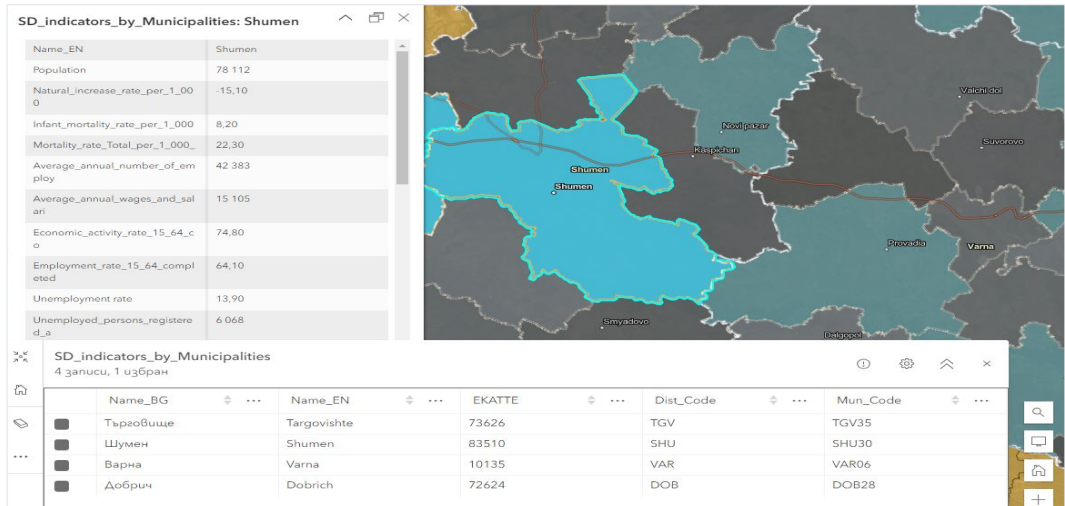 SD_indicators_by_Municipalities: Shumen
Name_EN Shumen
Population 78 112
Natural_increase_rate_per_1_00 -15,10
0
Infant_mortality_rate_per_1_000 8,20
Mortality_rate_Total_per_1_000_ 22,30
Average_annual_number_of_em 42 383
ploy
Average_annual_wages_and_sal 15 105
ari
Economic_activity_rate_15_64_c 74,80
o
Employment_rate_15_64_compl 64,10
eted
Unemployment rate 13,90
Unemployed_persons_registere 6 068
d_a
Valchi dol
Novi pazar
Suvorovo
Kaspichan
Shumen
Shumen
Provadia
Varna
Smyadovo
Dalgopol
SD_indicators_by_Municipalities
4 записи, 1 избран
Name_BG ... Name_EN ... EKATTE ... Dist_Code ... Mun_Code ...
Търговище Targovishte 73626 TGV TGV35
Шумен Shumen 83510 SHU SHU30
Варна Varna 10135 VAR VAR06
Добрич Dobrich 72624 DOB DOB28